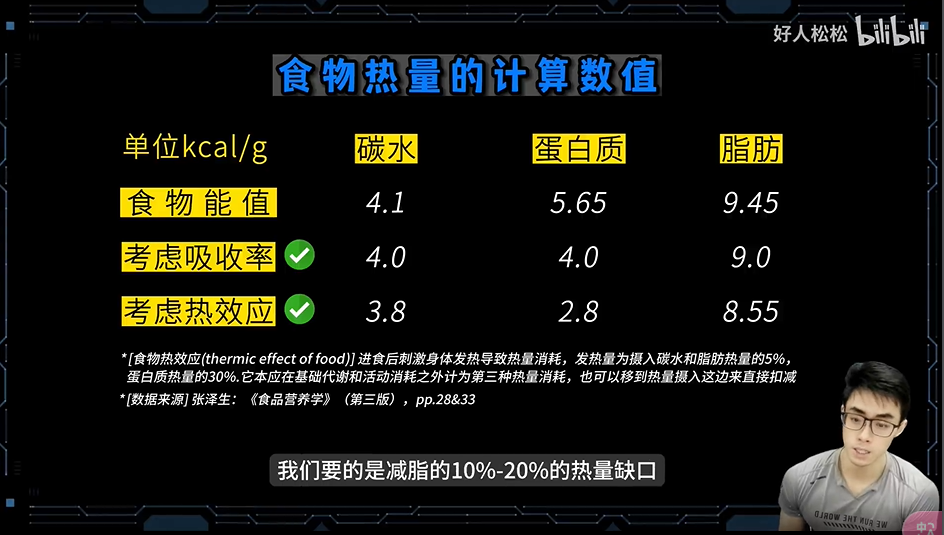 好人松松 bilibili
食物热量的计算数值
单位kcal/g 碳水 蛋白质 脂肪
食物能值 4.1 5.65 9.45
考虑吸收率 4.0 4.0 9.0
考虑热效应 3.8 2.8 8.55
*[食物热效应(thermic effect of food)] 进食后刺激身体发热导致热量消耗，发热量为摄入碳水和脂肪热量的5%，
蛋白质热量的30%.它本应在基础代谢和活动消耗之外计为第三种热量消耗，也可以移到热量摄入这边来直接扣减
*[数据来源] 张泽生：《食品营养学》（第三版），pp.28&33
我们要的是减脂的10%-20%的热量缺口
WE RUN THE WORLD
中